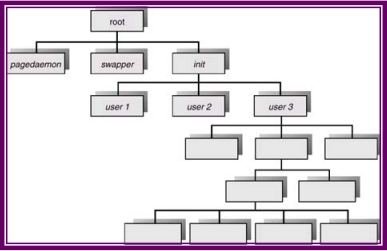 root
pagedaemon swapper init
user 1 user 2 user 3